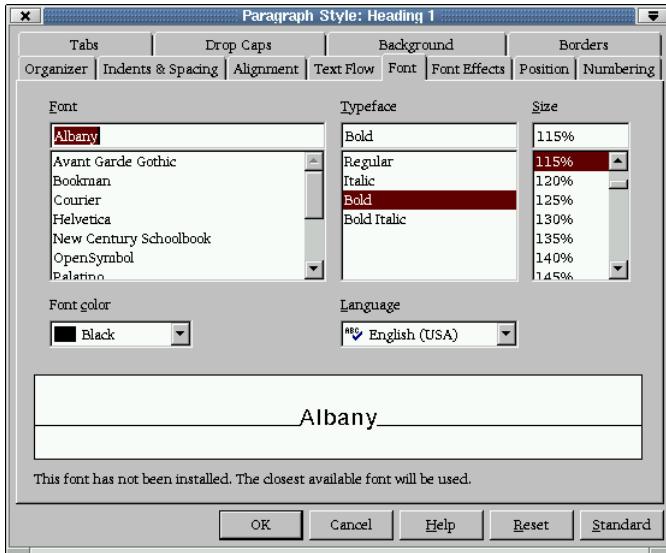 Paragraph Style: Heading 1
Tabs Drop Caps Background Borders
Organizer Indents & Spacing Alignment Text Flow Font Font Effects Position Numbering
Font Typeface Size
Albany Bold 115%
Avant Garde Gothic Regular 115%
Bookman Italic 120%
Courier Bold 125%
Helvetica Bold Italic 130%
New Century Schoolbook 135%
OpenSymbol 140%
Palatino 145%
Font color Language
Black ABC English (USA)
Albany
This font has not been installed. The closest available font will be used.
OK Cancel Help Reset Standard